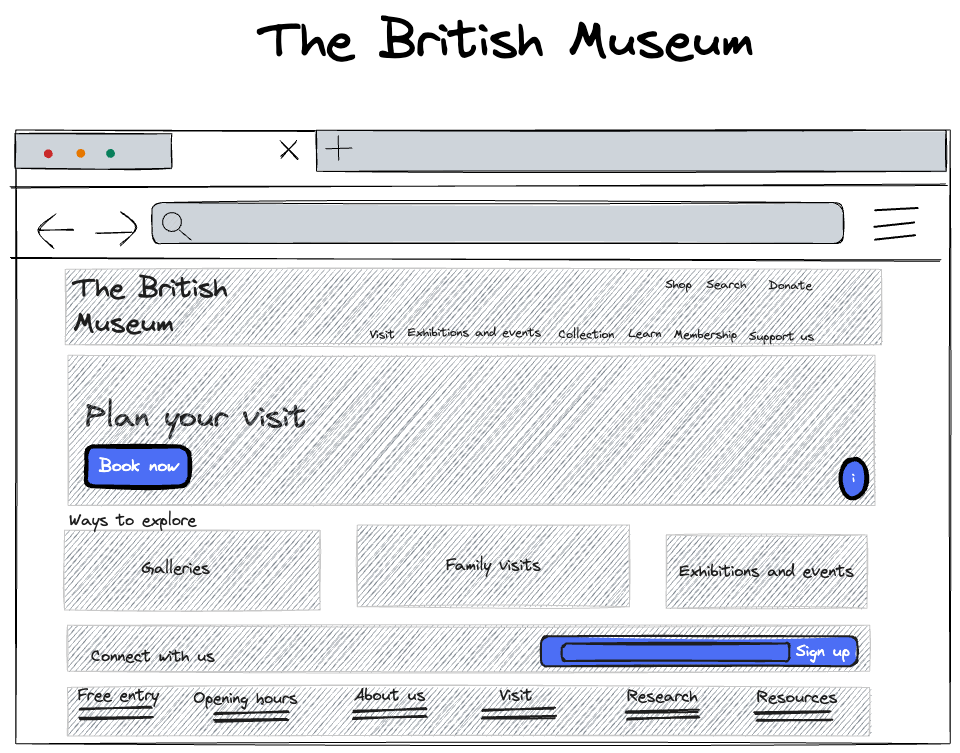 The British Museum
The British
Museum
Shop Search Donate
Visit Exhibitions and events Collection Learn Membership Support us
Plan your visit
Book now
i
Ways to explore
Galleries
Family visits
Exhibitions and events
Connect with us
Sign up
Free entry Opening hours About us Visit Research Resources